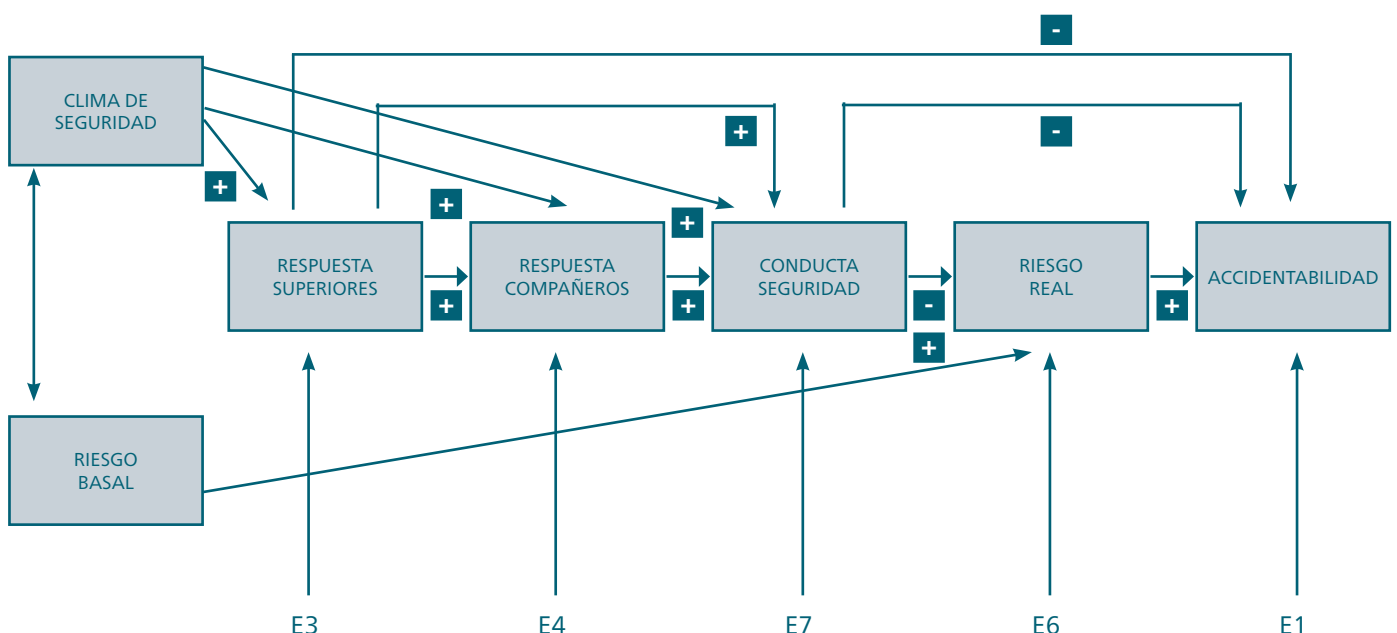 -
CLIMA DE
SEGURIDAD
+
-
+
+
+
RESPUESTA
SUPERIORES
RESPUESTA
COMPAÑEROS
CONDUCTA
SEGURIDAD
RIESGO
REAL
ACCIDENTABILIDAD
+
+
-
+
+
RIESGO
BASAL
E3
E4
E7
E6
E1